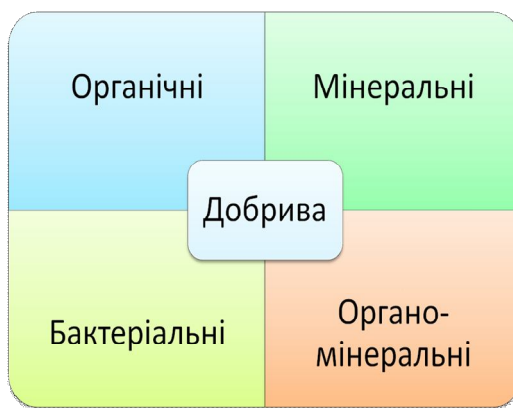 Органічні
Мінеральні
Добрива
Бактеріальні
Органо-
мінеральні